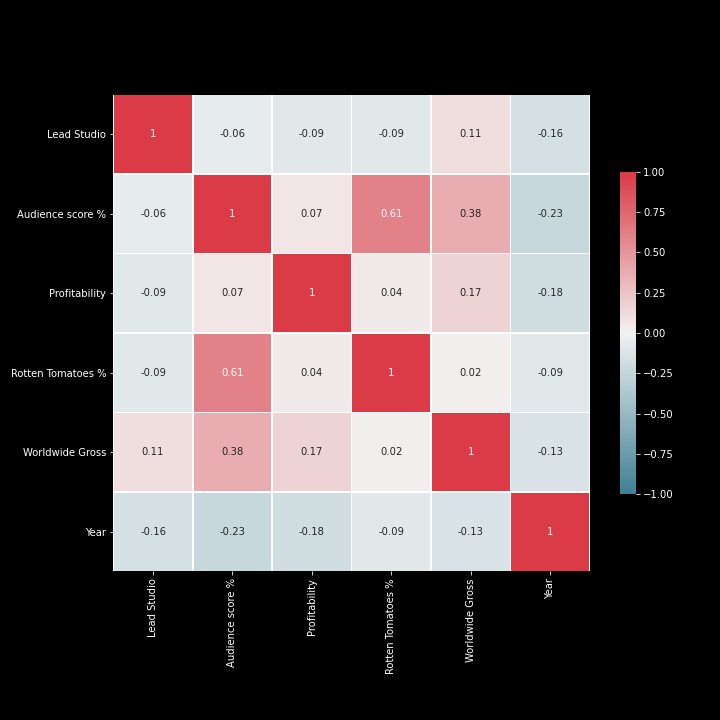 Lead Studio 1 -0.06 -0.09 -0.09 0.11 -0.16
Audience score % -0.06 1 0.07 0.61 0.38 -0.23
Profitability -0.09 0.07 1 0.04 0.17 -0.18
Rotten Tomatoes % -0.09 0.61 0.04 1 0.02 -0.09
Worldwide Gross 0.11 0.38 0.17 0.02 1 -0.13
Year -0.16 -0.23 -0.18 -0.09 -0.13 1
Lead Studio
Audience score %
Profitability
Rotten Tomatoes %
Worldwide Gross
Year
1.00
0.75
0.50
0.25
0.00
−0.25
−0.50
−0.75
−1.00